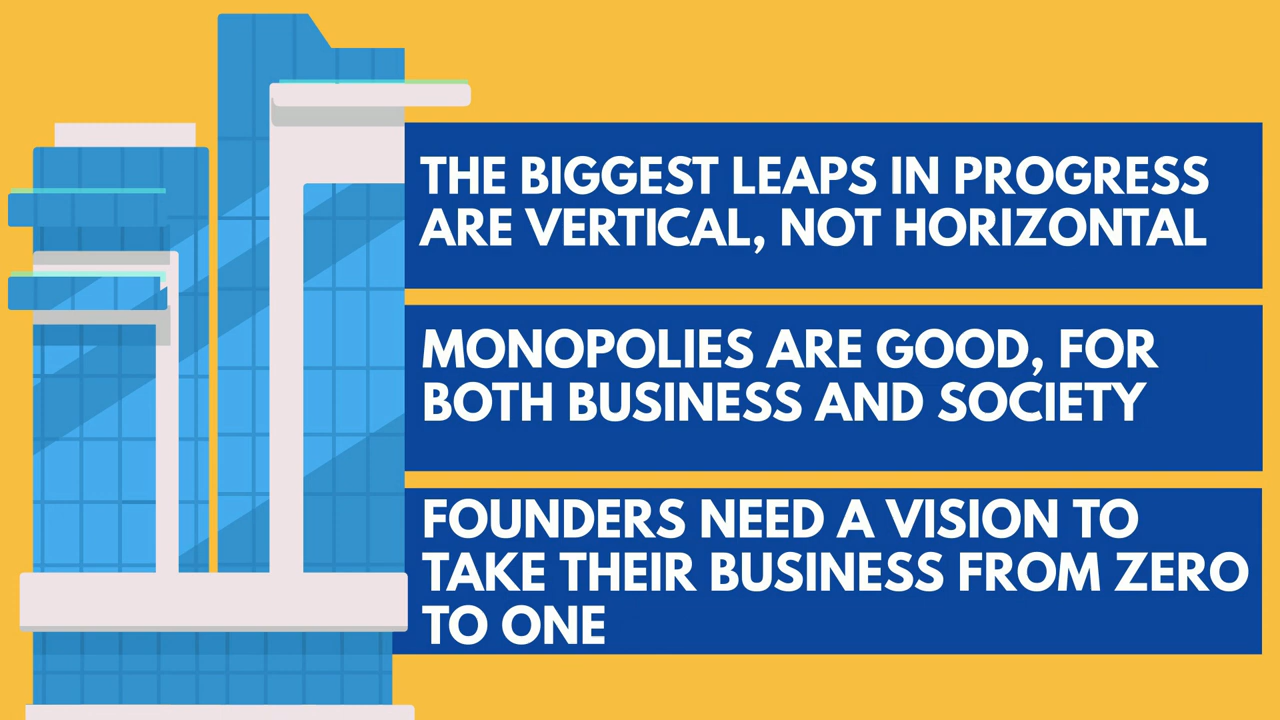 THE BIGGEST LEAPS IN PROGRESS
ARE VERTICAL, NOT HORIZONTAL
MONOPOLIES ARE GOOD, FOR
BOTH BUSINESS AND SOCIETY
FOUNDERS NEED A VISION TO
TAKE THEIR BUSINESS FROM ZERO
TO ONE